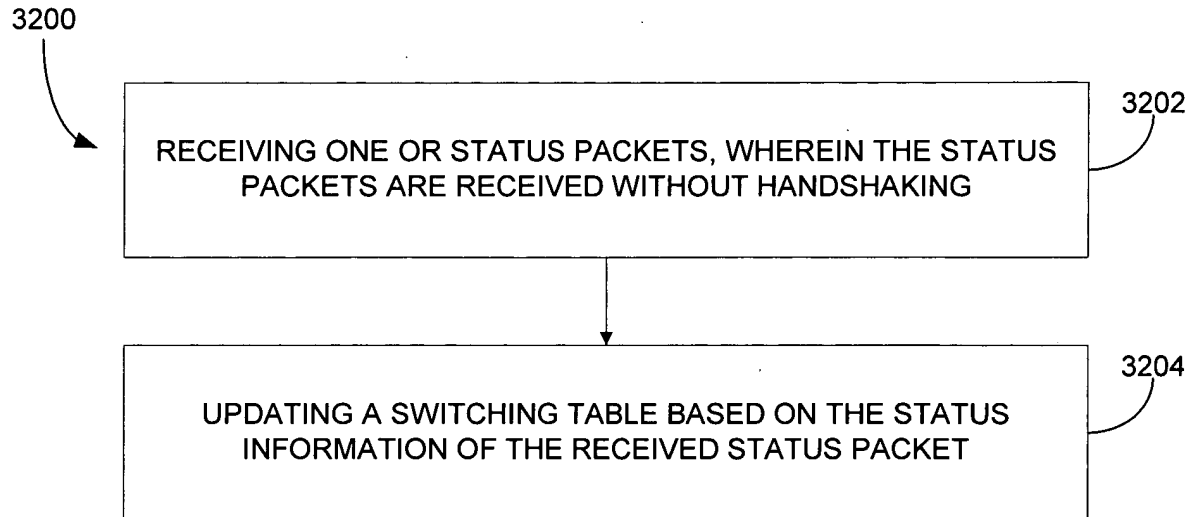 3200
3202
RECEIVING ONE OR STATUS PACKETS, WHEREIN THE STATUS
PACKETS ARE RECEIVED WITHOUT HANDSHAKING
3204
UPDATING A SWITCHING TABLE BASED ON THE STATUS
INFORMATION OF THE RECEIVED STATUS PACKET